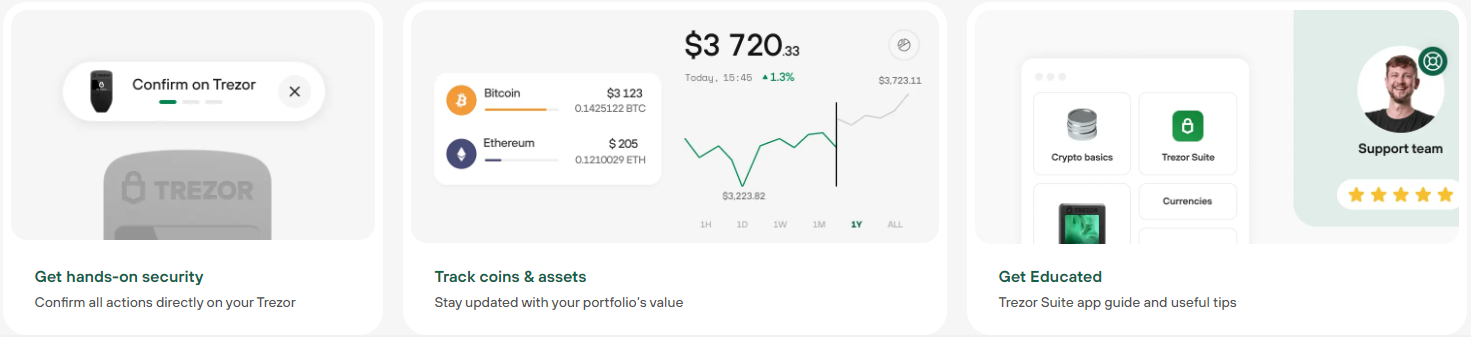 Confirm on Trezor
TREZOR
Get hands-on security
Confirm all actions directly on your Trezor
Bitcoin $3 123
0.1425122 BTC
Ethereum $ 205
0.1210029 ETH
$3 720.33
Today, 15:45 1.3%
$3,723.11
$3,223.82
1H 1D 1W 1M 1Y ALL
Track coins & assets
Stay updated with your portfolio's value
Crypto basics
Trezor Suite
Currencies
TREZOR
Support team
Get Educated
Trezor Suite app guide and useful tips